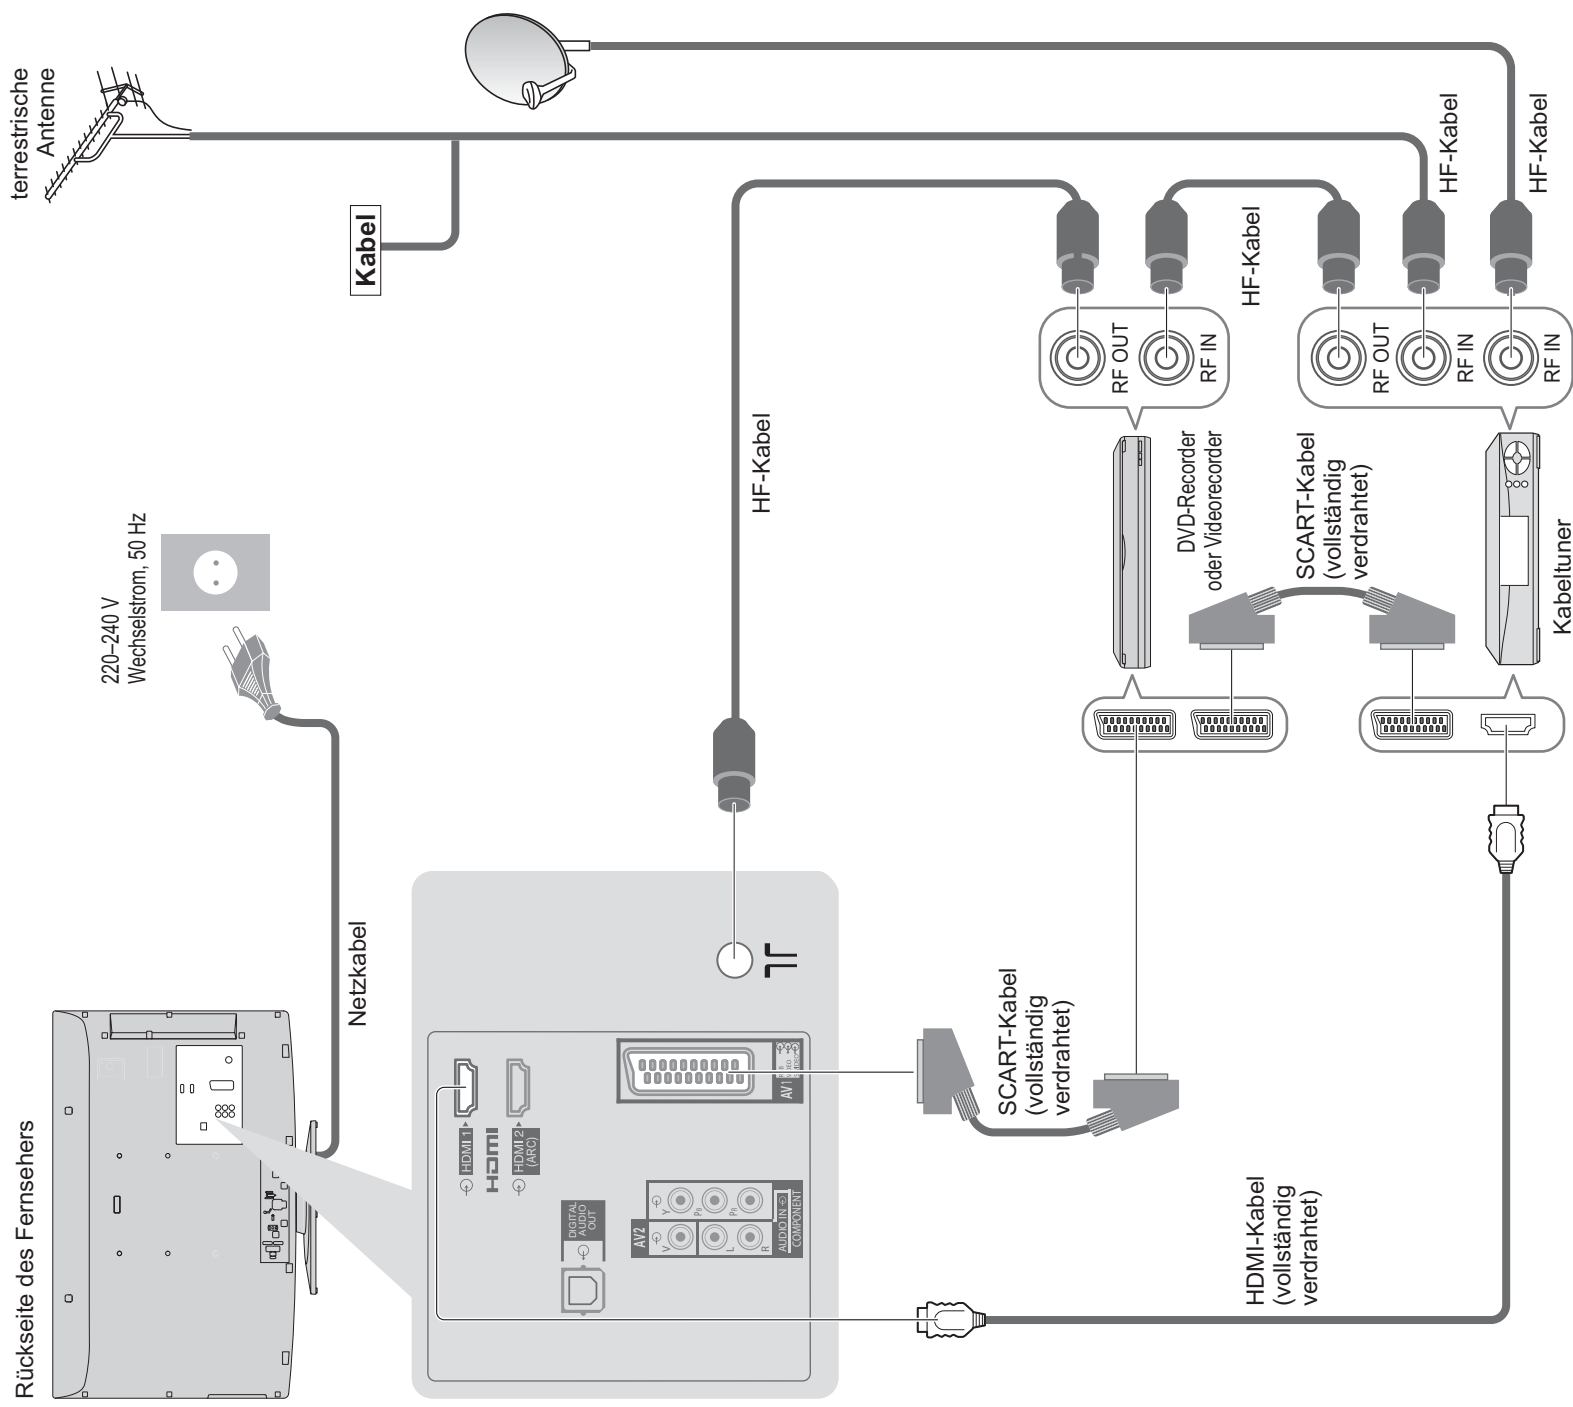 Rückseite des Fernsehers
220–240 V
Wechselstrom, 50 Hz
Netzkabel
terrestrische
Antenne
Kabel
HF-Kabel
HF-Kabel
HF-Kabel
HF-Kabel
RF OUT
RF IN
RF OUT
RF IN
RF IN
DVD-Recorder
oder Videorecorder
SCART-Kabel
(vollständig
verdrahtet)
Kabeltuner
SCART-Kabel
(vollständig
verdrahtet)
HDMI-Kabel
(vollständig
verdrahtet)
HDMI 1
HDMI
HDMI 2
(ARC)
DIGITAL
AUDIO
OUT
AV1
AV2
V
L
R
Y
PB
PR
AUDIO IN
COMPONENT